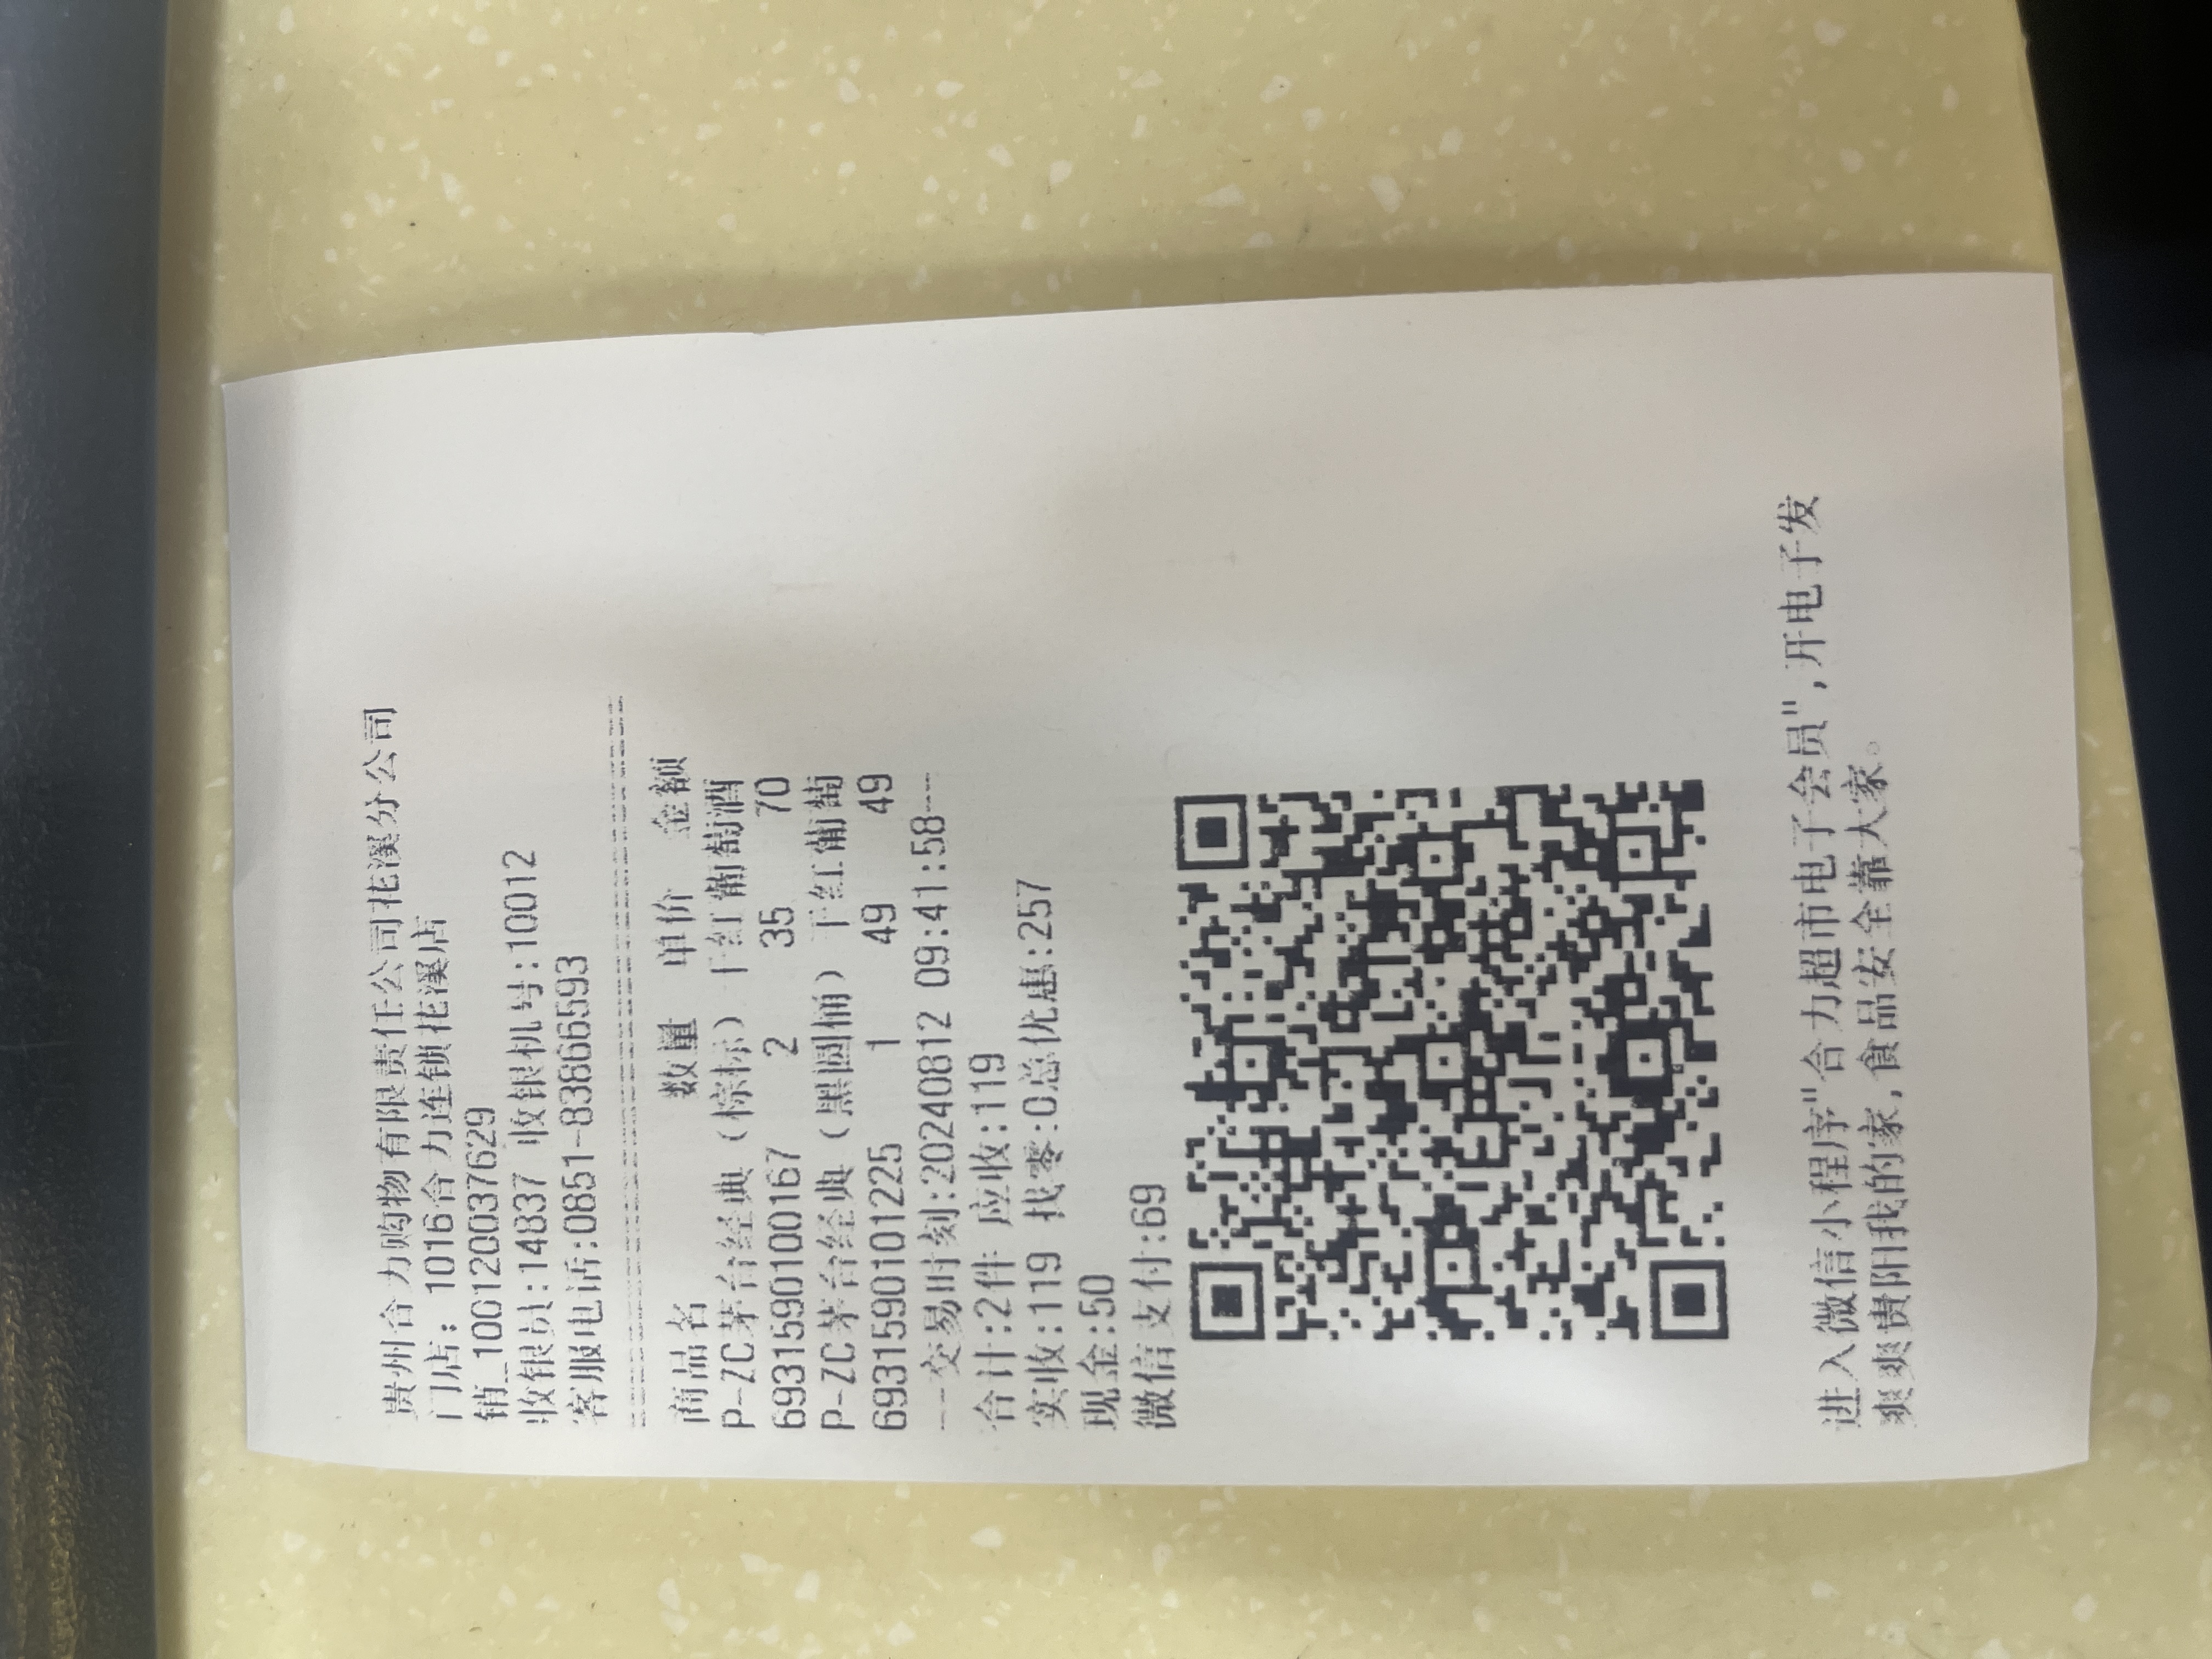 贵州合力购物有限责任公司花溪分公司
门店: 1016合力连锁花溪店
销_100120037629
收银员:14837 收银机号:10012
客服电话:0851-83866593
商品名 数量 单价 金额
P-ZC茅台经典（棕标）干红葡萄酒
6931590100167 2 35 70
P-ZC茅台经典（黑圆桶）干红葡萄
6931590101225 1 49 49
---交易时刻:20240812 09:41:58---
合计:2件 应收:119
实收:119 找零:0总优惠:257
现金:50
微信支付:69
进入微信小程序"合力超市电子会员",开电子发
爽爽贵阳我的家,食品安全靠大家。